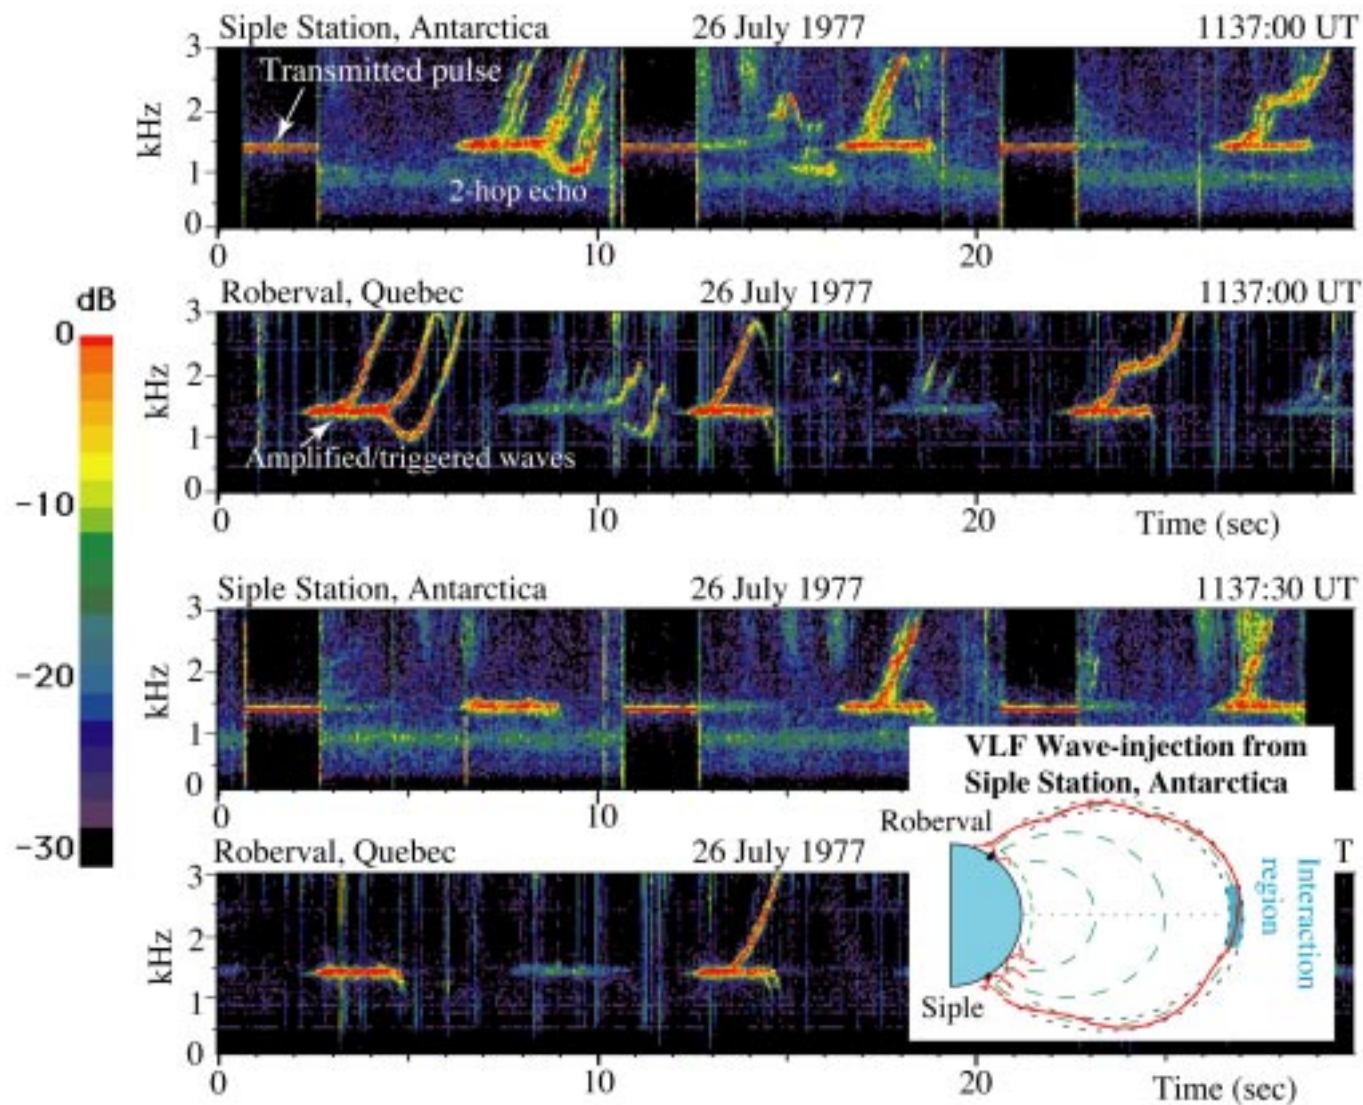 Siple Station, Antarctica 26 July 1977 1137:00 UT
3
Transmitted pulse
2
kHz
1
2-hop echo
0
0 10 20
Roberval, Quebec 26 July 1977 1137:00 UT
dB
0
-10
-20
-30
3
2
kHz
1
Amplified/triggered waves
0
0 10 20 Time (sec)
Siple Station, Antarctica 26 July 1977 1137:30 UT
3
2
kHz
1
0
0 10
VLF Wave-injection from
Siple Station, Antarctica
Roberval
Interaction
region
Siple
Roberval, Quebec 26 July 1977 T
3
2
kHz
1
0
0 10 20 Time (sec)